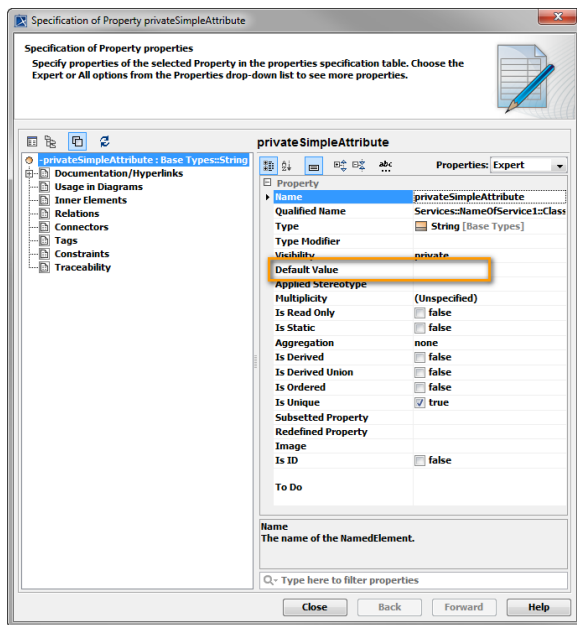 Specification of Property privateSimpleAttribute
Specification of Property properties
Specify properties of the selected Property in the properties specification table. Choose the
Expert or All options from the Properties drop-down list to see more properties.
privateSimpleAttribute
-privateSimpleAttribute : Base Types::String
Documentation/Hyperlinks
Usage in Diagrams
Inner Elements
Relations
Connectors
Tags
Constraints
Traceability
abc Properties: Expert
Property
Name privateSimpleAttribute
Qualified Name Services::NameOfService1::Class
Type String [Base Types]
Type Modifier
Visibility private
Default Value
Applied Stereotype
Multiplicity (Unspecified)
Is Read Only false
Is Static false
Aggregation none
Is Derived false
Is Derived Union false
Is Ordered false
Is Unique true
Subsetted Property
Redefined Property
Image
Is ID false
To Do
Name
The name of the NamedElement.
Type here to filter properties
Close Back Forward Help